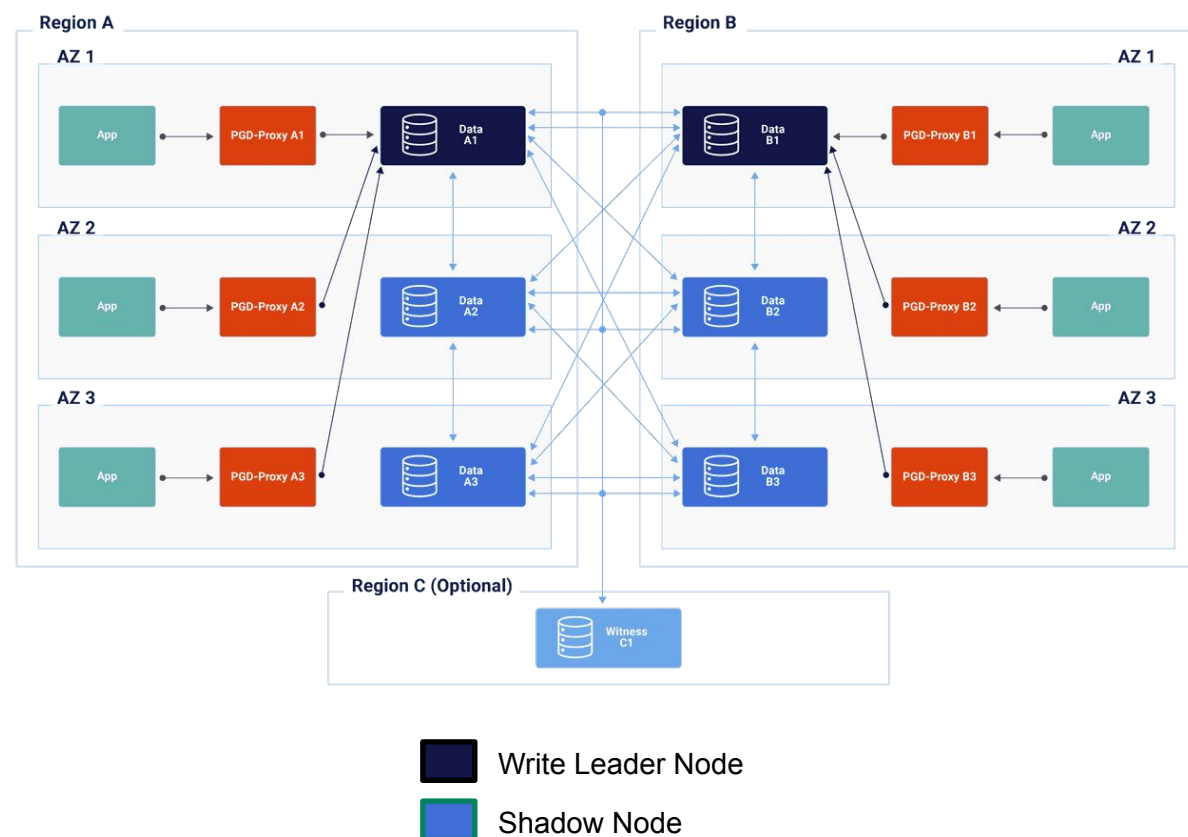 Region A
Region B
AZ 1
AZ 1
App
PGD-Proxy A1
Data
A1
Data
B1
PGD-Proxy B1
App
AZ 2
AZ 2
App
PGD-Proxy A2
Data
A2
Data
B2
PGD-Proxy B2
App
AZ 3
AZ 3
App
PGD-Proxy A3
Data
A3
Data
B3
PGD-Proxy B3
App
Region C (Optional)
Witness
C1
Write Leader Node
Shadow Node